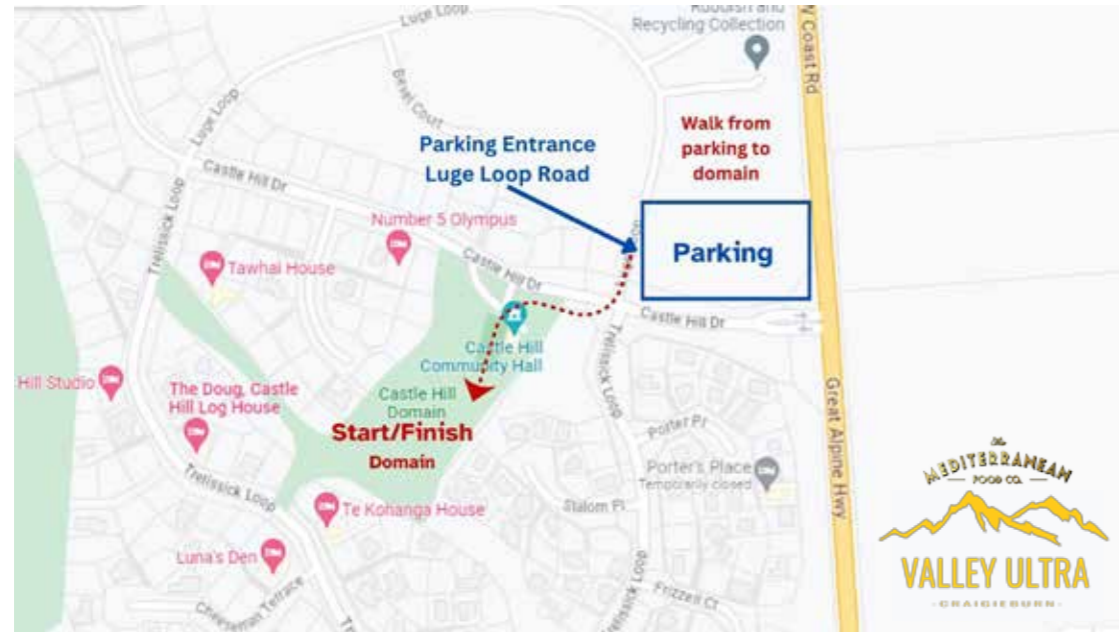 Luge Loop
Rubbish and
Recycling Collection
Coast Rd
Bevel Court
Luge Loop
Walk from
parking to
domain
Parking Entrance
Luge Loop Road
Castle Hill Dr
Number 5 Olympus
Trelissick Loop
Parking
Castle Hill Dr
Tawhai House
Castle Hill Dr
Castle Hill
Community Hall
Trelissick Loop
Hill Studio
The Doug, Castle
Hill Log House
Castle Hill
Domain
Great Alpine Hwy
Start/Finish
Domain
Porter Pl
Porter's Place
Temporarily closed
MEDITERRANEAN
FOOD CO.
Trelissick Loop
Te Kohanga House
Slalom Pl
Luna's Den
VALLEY ULTRA
-CRAIGIEBURN-
Cheeseman Terrace
Frizzell Ct
Trelissick Loop